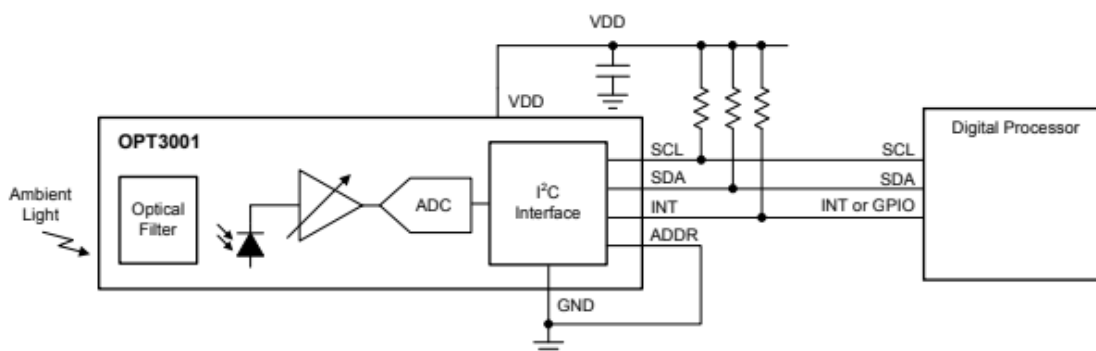 VDD
VDD
OPT3001
Digital Processor
SCL
SCL
Ambient
Light
Optical
Filter
ADC
I²C
Interface
SDA
SDA
INT
INT or GPIO
ADDR
GND